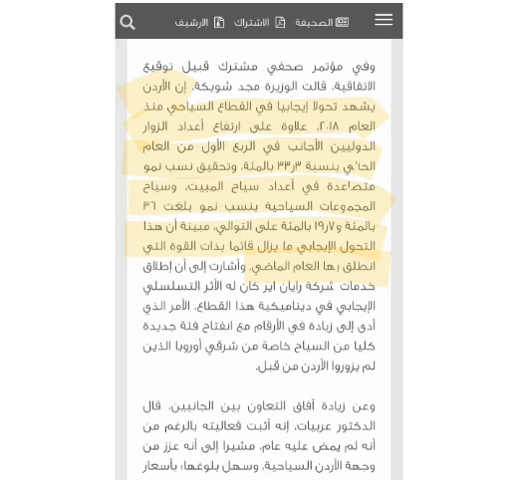 الصحيفة الاشتراك الارشيف
وفي مؤتمر صحفي مشترك قبيل توقيع
الاتفاقية، قالت الوزيرة مجد شويكة، إن الأردن
يشهد تحولا إيجابيا في القطاع السياحي منذ
العام ٢٠١٨، علاوة على ارتفاع أعداد الزوار
الدوليين الأجانب في الربع الأول من العام
الحالي بنسبة ٣ر٣٣ بالمئة، وتحقيق نسب نمو
متصاعدة في أعداد سياح المبيت، وسياح
المجموعات السياحية بنسب نمو بلغت ٣٦
بالمئة و٧ر١٩ بالمئة على التوالي، مبينة أن هذا
التحول الإيجابي ما يزال قائما بذات القوة التي
انطلق بها العام الماضي. وأشارت إلى أن إطلاق
خدمات شركة رايان اير كان له الأثر التسلسلي
الإيجابي في ديناميكية هذا القطاع، الأمر الذي
أدى إلى زيادة في الأرقام مع انفتاح فئة جديدة
كليا من السياح خاصة من شرقي أوروبا الذين
لم يزوروا الأردن من قبل.
وعن زيادة آفاق التعاون بين الجانبين، قال
الدكتور عربيات، إنه أثبت فعاليته بالرغم من
أنه لم يمض عليه عام، مشيرا إلى أنه عزز من
وجهة الأردن السياحية، وسهل بلوغها؛ بأسعار